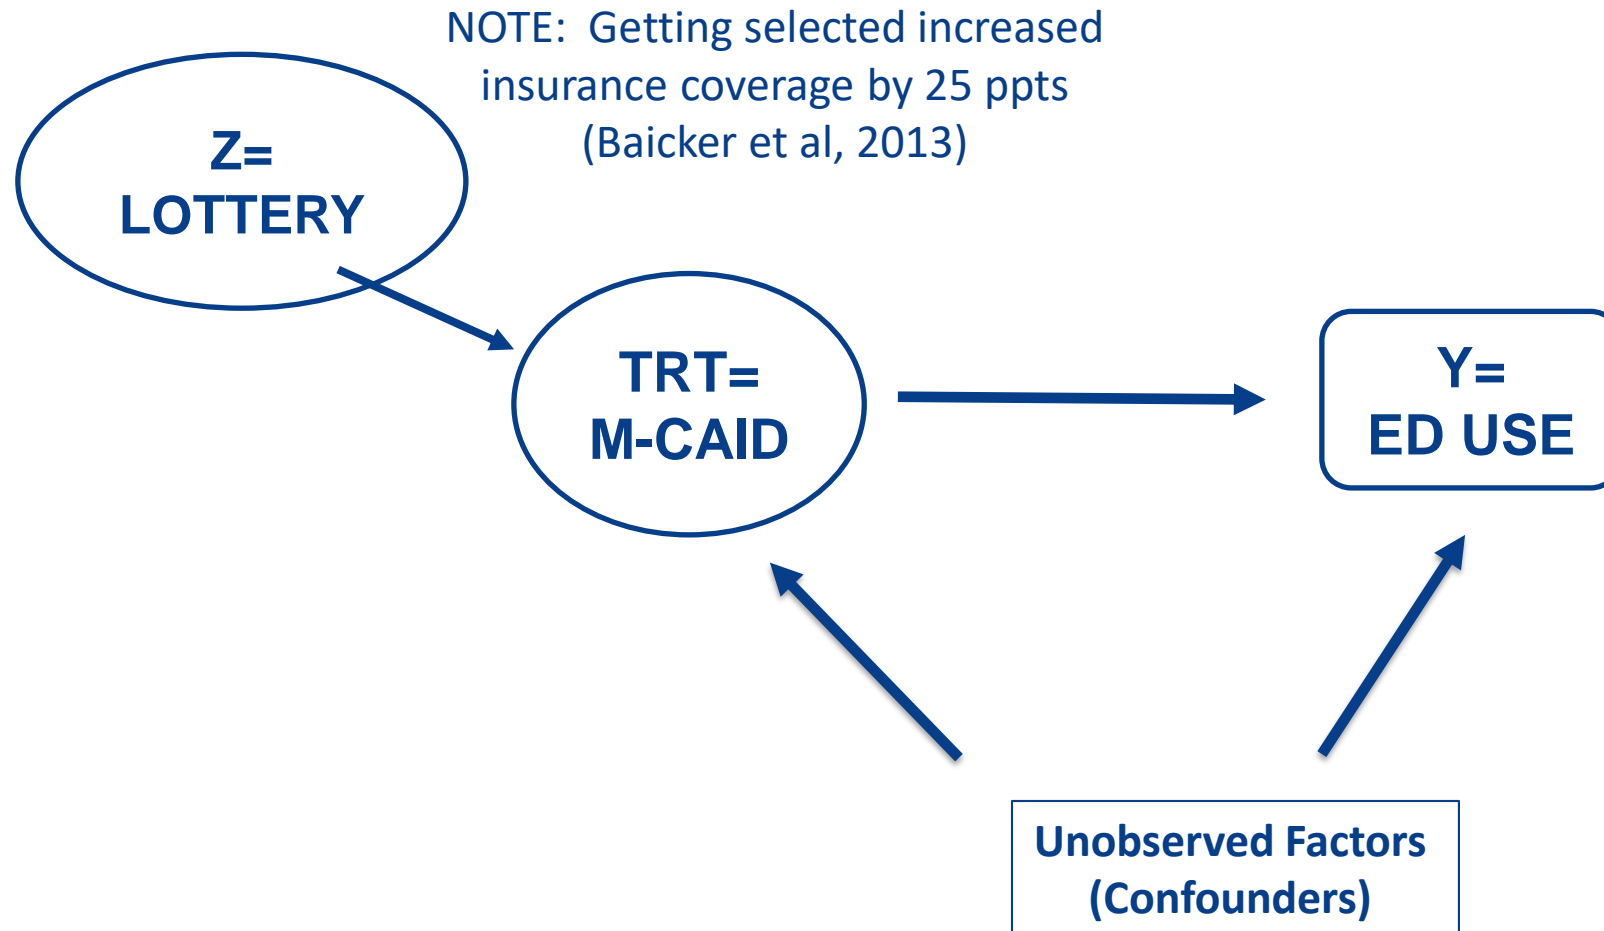 NOTE:  Getting selected increased
insurance coverage by 25 ppts
(Baicker et al, 2013)
Z=
LOTTERY
TRT=
M-CAID
Y=
ED USE
Unobserved Factors
(Confounders)